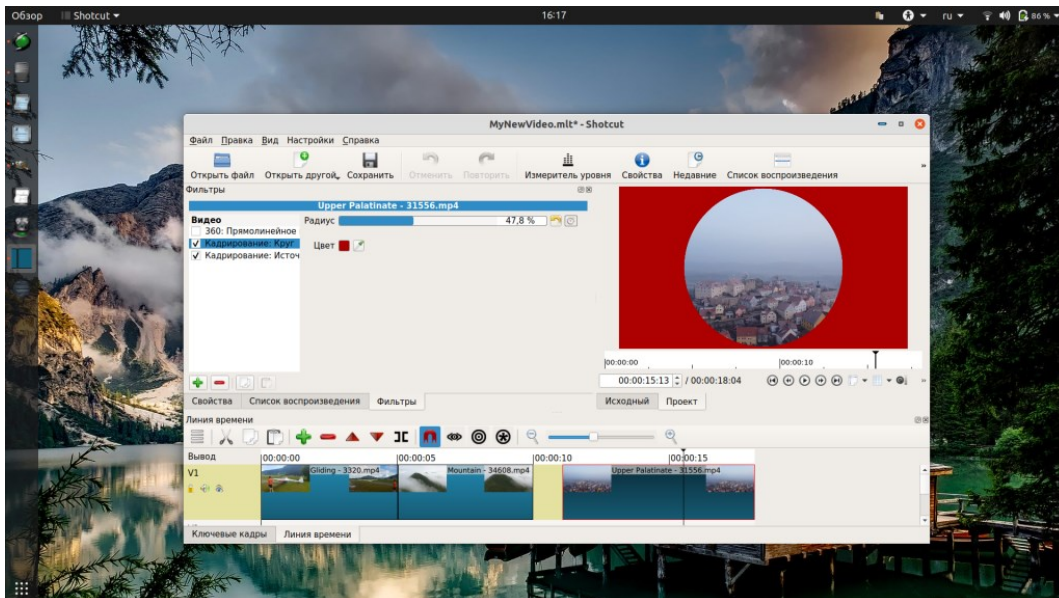 Обзор Shotcut 16:17 ru 86 %
MyNewVideo.mlt* - Shotcut
Файл Правка Вид Настройки Справка
Открыть файл Открыть другой Сохранить Отменить Повторить Измеритель уровня Свойства Недавние Список воспроизведения »
Фильтры
Upper Palatinate - 31556.mp4
Видео Радиус 47,8 %
360: Прямолинейное
Кадрирование: Круг Цвет
Кадрирование: Источ
00:00:00 00:00:10
00:00:15:13 / 00:00:18:04 »
Свойства Список воспроизведения Фильтры Исходный Проект
Линия времени
Вывод 00:00:00 00:00:05 00:00:10 00:00:15
V1 Gliding - 3320.mp4 Mountain - 34608.mp4 Upper Palatinate - 31556.mp4
Ключевые кадры Линия времени